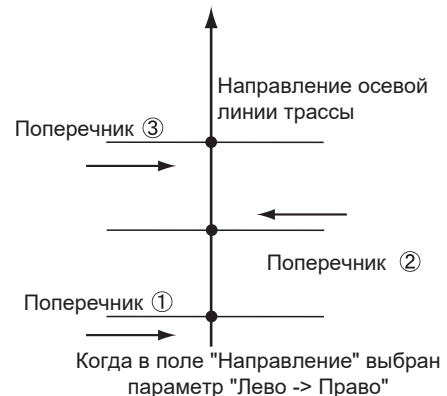 Направление осевой
линии трассы
Поперечник ③
Поперечник ②
Поперечник ①
Когда в поле "Направление" выбран
параметр "Лево -> Право"